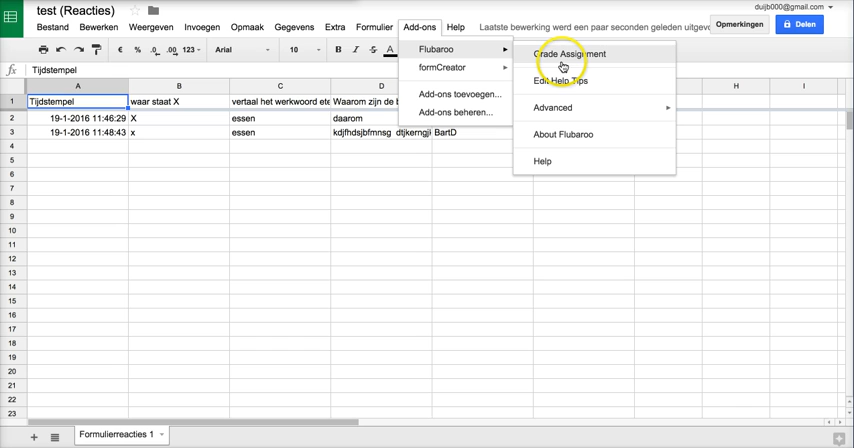 test (Reacties)
duijb000@gmail.com
Bestand Bewerken Weergeven Invoegen Opmaak Gegevens Extra Formulier Add-ons Help Laatste bewerking werd een paar seconden geleden uitgevo
Opmerkingen
Delen
€ % .0 .00 123 Arial 10 B I S A
fx Tijdstempel
Flubaroo
formCreator
Add-ons toevoegen...
Add-ons beheren...
Grade Assignment
Edit Help Tips
Advanced
About Flubaroo
Help
A B C D H I
1 Tijdstempel waar staat X vertaal het werkwoord ete Waarom zijn de b
2 19-1-2016 11:46:29 X essen daarom
3 19-1-2016 11:48:43 x essen kdjfhdsjbfmnsg dtjkerngji BartD
4
5
6
7
8
9
10
11
12
13
14
15
16
17
18
19
20
21
22
23
Formulierreacties 1